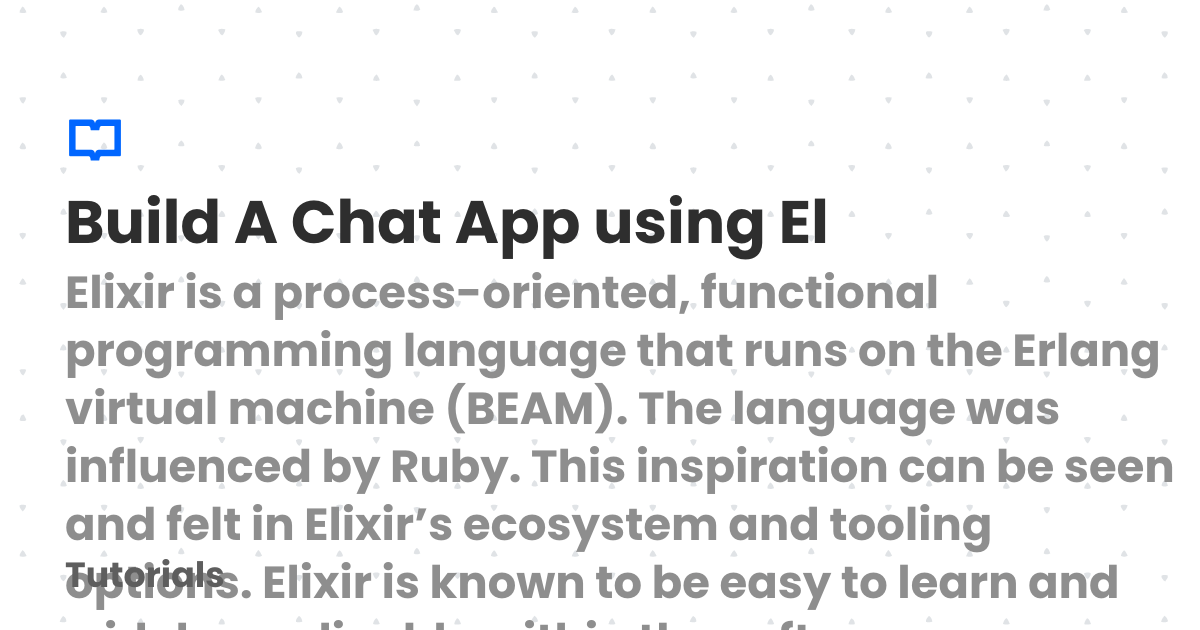 Build A Chat App using El
Elixir is a process-oriented, functional
programming language that runs on the Erlang
virtual machine (BEAM). The language was
influenced by Ruby. This inspiration can be seen
and felt in Elixir’s ecosystem and tooling
Tutorials
options. Elixir is known to be easy to learn and